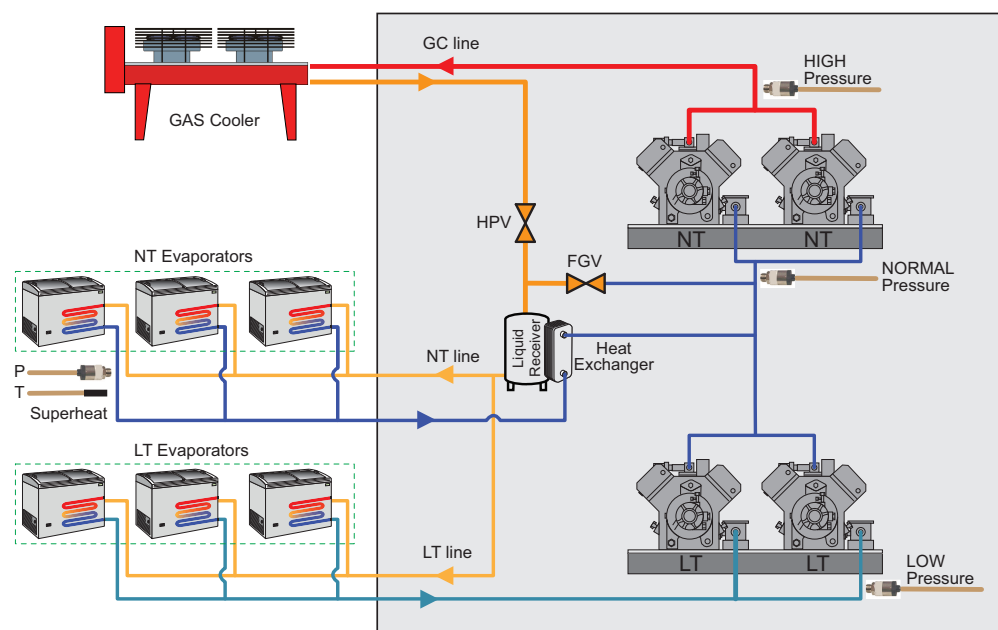 GC line
HIGH
Pressure
GAS Cooler
HPV
NT
NT
NT Evaporators
FGV
NORMAL
Pressure
Liquid
Receiver
Heat
Exchanger
NT line
P
T
Superheat
LT Evaporators
LT line
LT
LT
LOW
Pressure